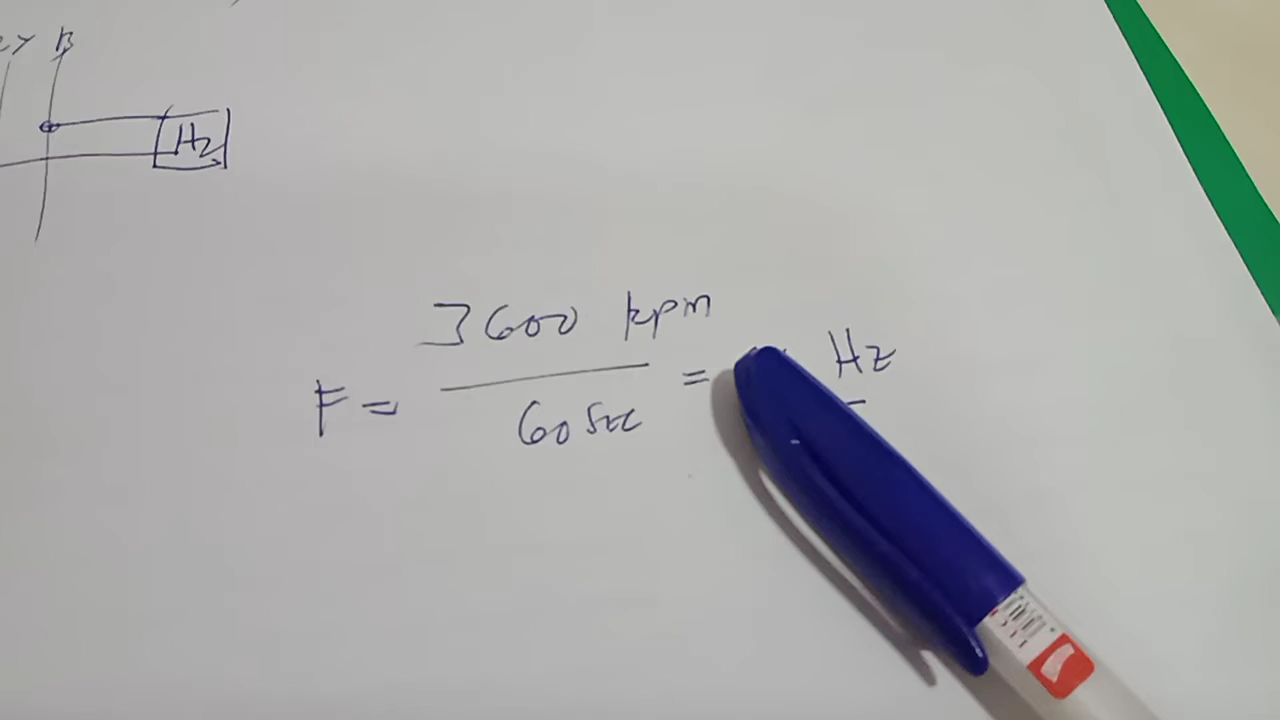 Y B
Hz
3600 rpm
F = =
60 sec
Hz